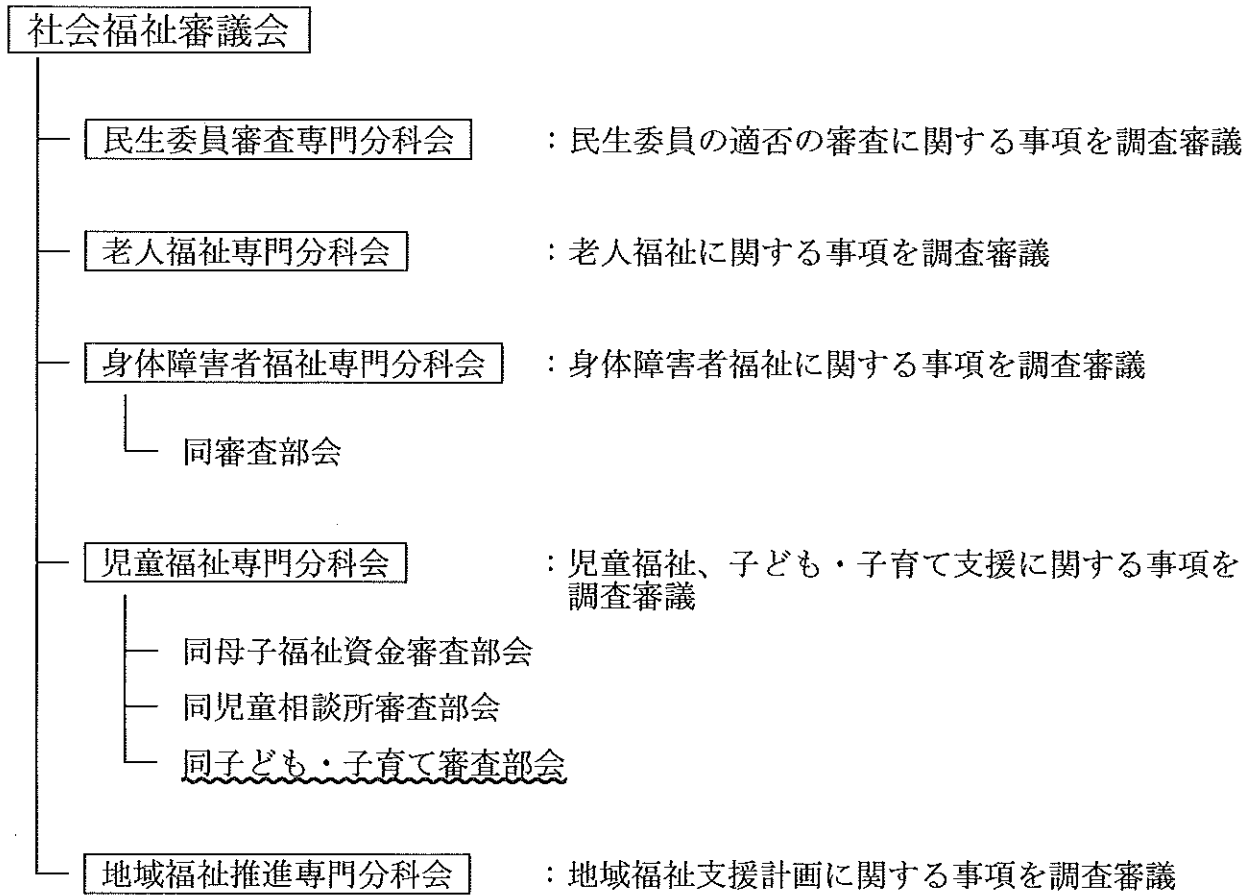 社会福祉審議会
民生委員審査専門分科会 ：民生委員の適否の審査に関する事項を調査審議
老人福祉専門分科会 ：老人福祉に関する事項を調査審議
身体障害者福祉専門分科会 ：身体障害者福祉に関する事項を調査審議
同審査部会
児童福祉専門分科会 ：児童福祉、子ども・子育て支援に関する事項を
調査審議
同母子福祉資金審査部会
同児童相談所審査部会
同子ども・子育て審査部会
地域福祉推進専門分科会 ：地域福祉支援計画に関する事項を調査審議